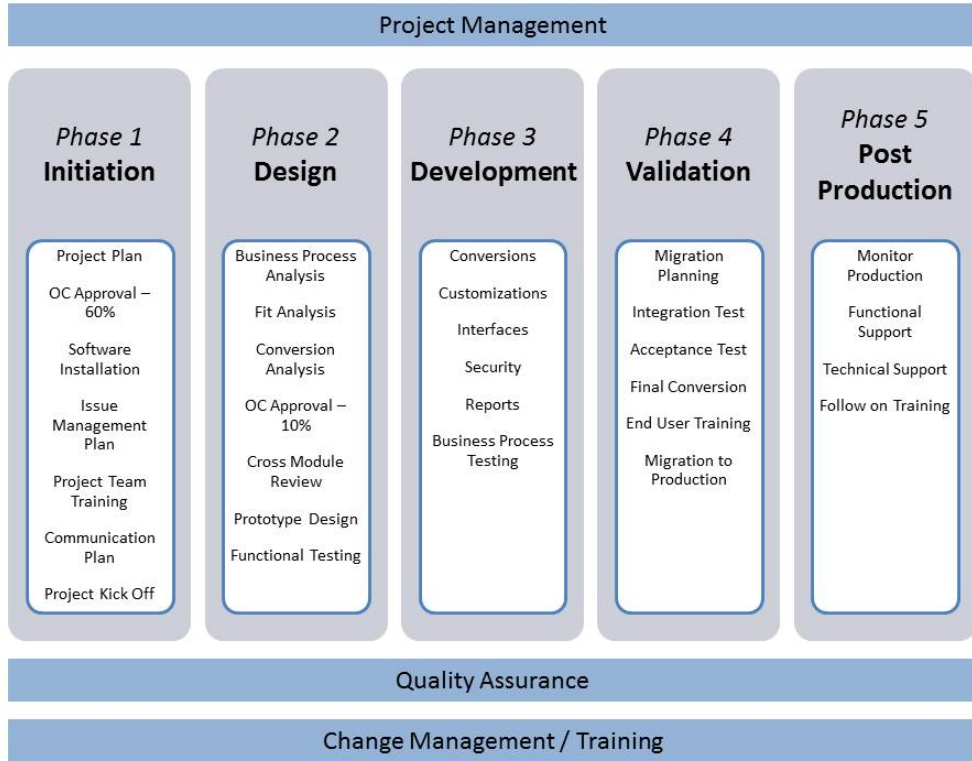 Project Management
Phase 1
Initiation
Project Plan
OC Approval –
60%
Software
Installation
Issue
Management
Plan
Project Team
Training
Communication
Plan
Project Kick Off
Phase 2
Design
Business Process
Analysis
Fit Analysis
Conversion
Analysis
OC Approval –
10%
Cross Module
Review
Prototype Design
Functional Testing
Phase 3
Development
Conversions
Customizations
Interfaces
Security
Reports
Business Process
Testing
Phase 4
Validation
Migration
Planning
Integration Test
Acceptance Test
Final Conversion
End User Training
Migration to
Production
Phase 5
Post
Production
Monitor
Production
Functional
Support
Technical Support
Follow on Training
Quality Assurance
Change Management / Training